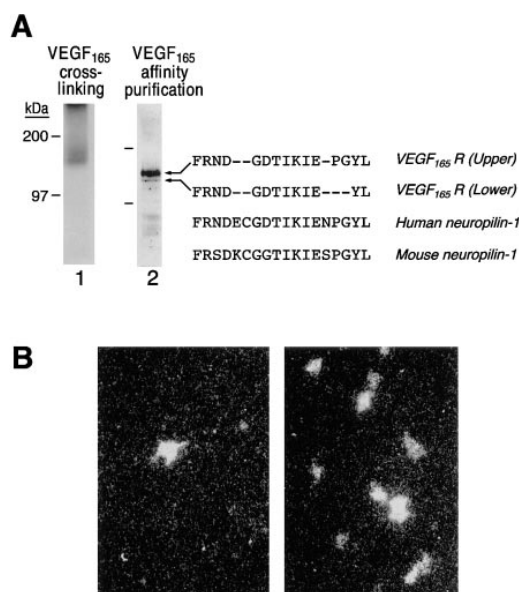 A
VEGF165 cross-linking
VEGF165 affinity purification
kDa
200
97
FRND--GDTIKIE-PGYL VEGF165 R (Upper)
FRND--GDTIKIE---YL VEGF165 R (Lower)
FRNDECGDTIKIENPGYL Human neuropilin-1
FRSDKCGGTIKIESPGYL Mouse neuropilin-1
1
2
B